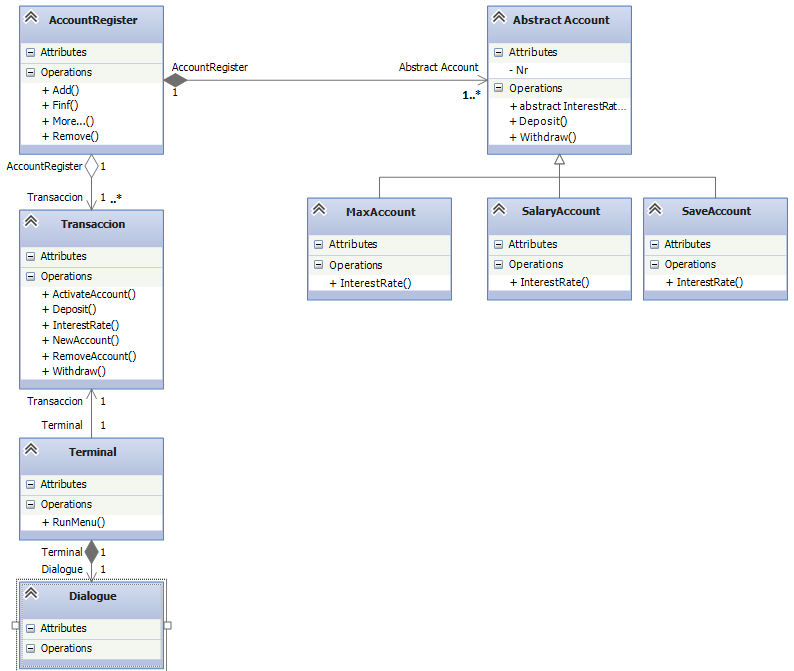 AccountRegister
Attributes
Operations
+ Add()
+ Finf()
+ More...()
+ Remove()
AccountRegister
1
Abstract Account
1..*
Abstract Account
Attributes
- Nr
Operations
+ abstract InterestRat...
+ Deposit()
+ Withdraw()
AccountRegister 1
Transaccion 1 ..*
Transaccion
Attributes
Operations
+ ActivateAccount()
+ Deposit()
+ InterestRate()
+ NewAccount()
+ RemoveAccount()
+ Withdraw()
MaxAccount
Attributes
Operations
+ InterestRate()
SalaryAccount
Attributes
Operations
+ InterestRate()
SaveAccount
Attributes
Operations
+ InterestRate()
Transaccion 1
Terminal 1
Terminal
Attributes
Operations
+ RunMenu()
Terminal 1
Dialogue 1
Dialogue
Attributes
Operations